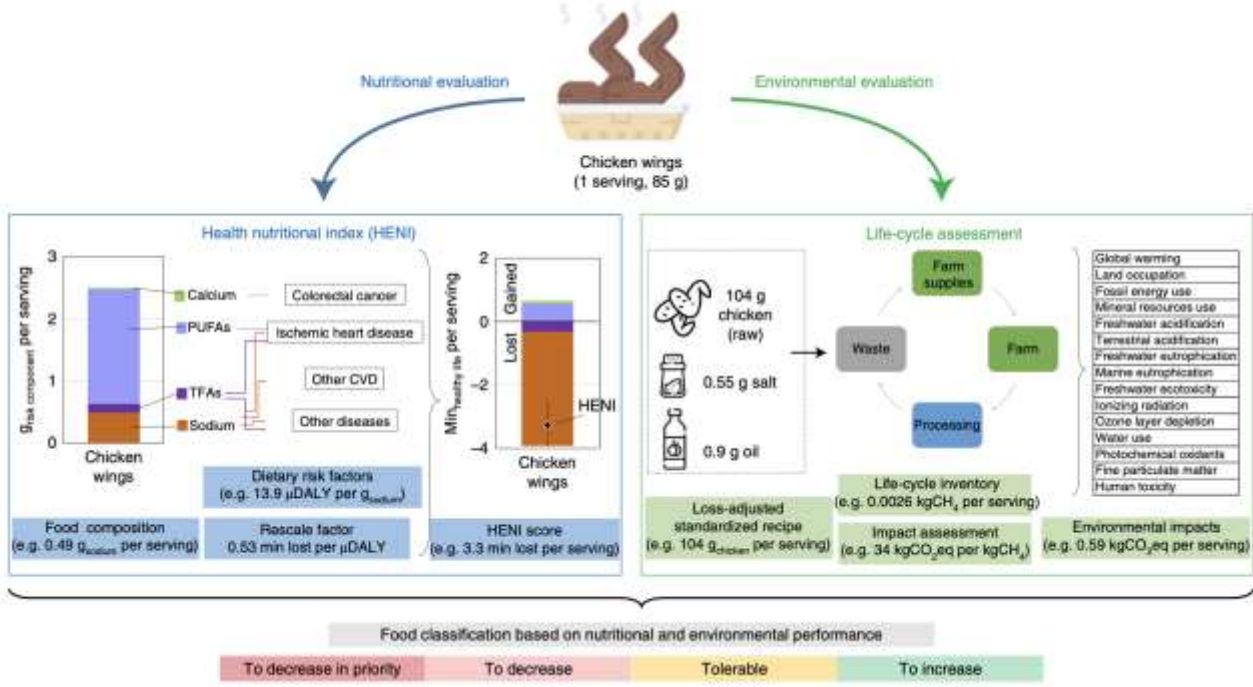 Nutritional evaluation
Environmental evaluation
Chicken wings
(1 serving, 85 g)
Health nutritional index (HENI)
3
2
1
0
g_risk component per serving
Chicken
wings
Calcium
PUFAs
TFAs
Sodium
Colorectal cancer
Ischemic heart disease
Other CVD
Other diseases
2
0
−2
−4
Min_healthy life per serving
Gained
Lost
HENI
Chicken
wings
Dietary risk factors
(e.g. 13.9 µDALY per g_sodium)
Food composition
(e.g. 0.49 g_sodium per serving)
Rescale factor
0.53 min lost per µDALY
HENI score
(e.g. 3.3 min lost per serving)
Life-cycle assessment
104 g
chicken
(raw)
0.55 g salt
0.9 g oil
Farm
supplies
Farm
Processing
Waste
Global warming
Land occupation
Fossil energy use
Mineral resources use
Freshwater acidification
Terrestrial acidification
Freshwater eutrophication
Marine eutrophication
Freshwater ecotoxicity
Ionizing radiation
Ozone layer depletion
Water use
Photochemical oxidants
Fine particulate matter
Human toxicity
Loss-adjusted
standardized recipe
(e.g. 104 g_chicken per serving)
Life-cycle inventory
(e.g. 0.0026 kgCH₄ per serving)
Impact assessment
(e.g. 34 kgCO₂eq per kgCH₄)
Environmental impacts
(e.g. 0.59 kgCO₂eq per serving)
Food classification based on nutritional and environmental performance
To decrease in priority
To decrease
Tolerable
To increase